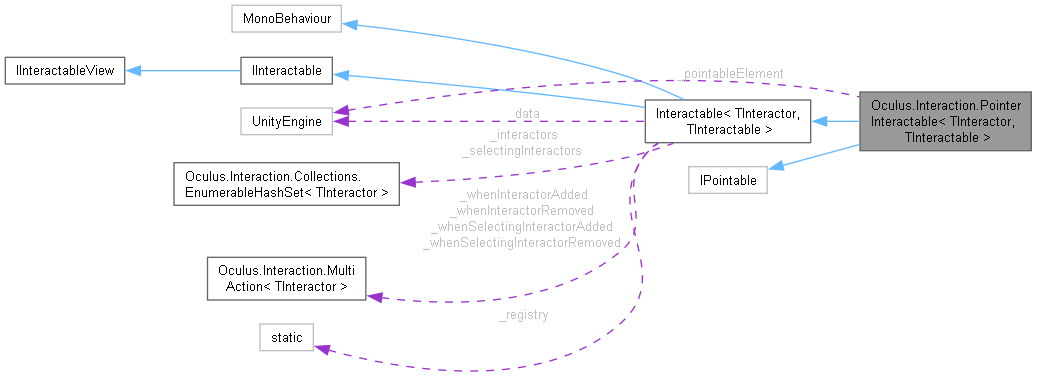 MonoBehaviour
IInteractableView
IInteractable
pointableElement
UnityEngine
data
Interactable< TInteractor,
TInteractable >
Oculus.Interaction.Pointer
Interactable< TInteractor,
TInteractable >
_interactors
_selectingInteractors
Oculus.Interaction.Collections.
EnumerableHashSet< TInteractor >
IPointable
_whenInteractorAdded
_whenInteractorRemoved
_whenSelectingInteractorAdded
_whenSelectingInteractorRemoved
Oculus.Interaction.Multi
Action< TInteractor >
_registry
static